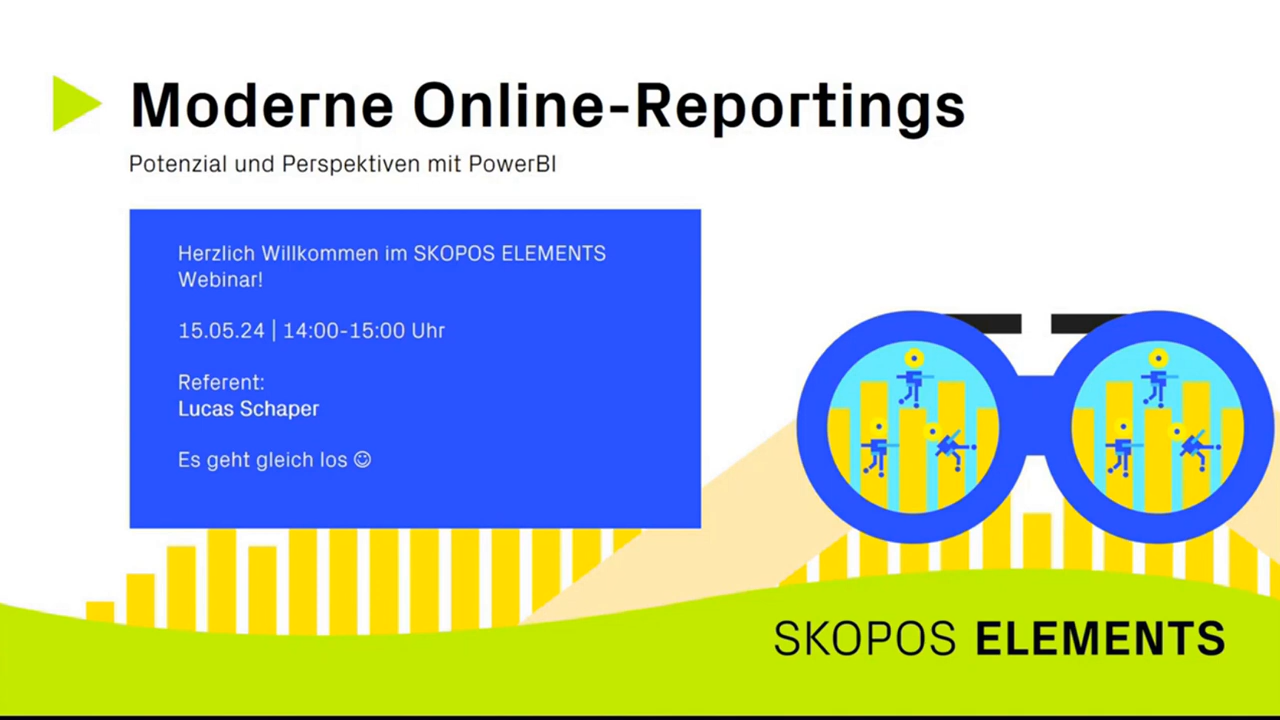 Moderne Online-Reportings
Potenzial und Perspektiven mit PowerBI
Herzlich Willkommen im SKOPOS ELEMENTS
Webinar!
15.05.24 | 14:00-15:00 Uhr
Referent:
Lucas Schaper
Es geht gleich los ☺
SKOPOS ELEMENTS